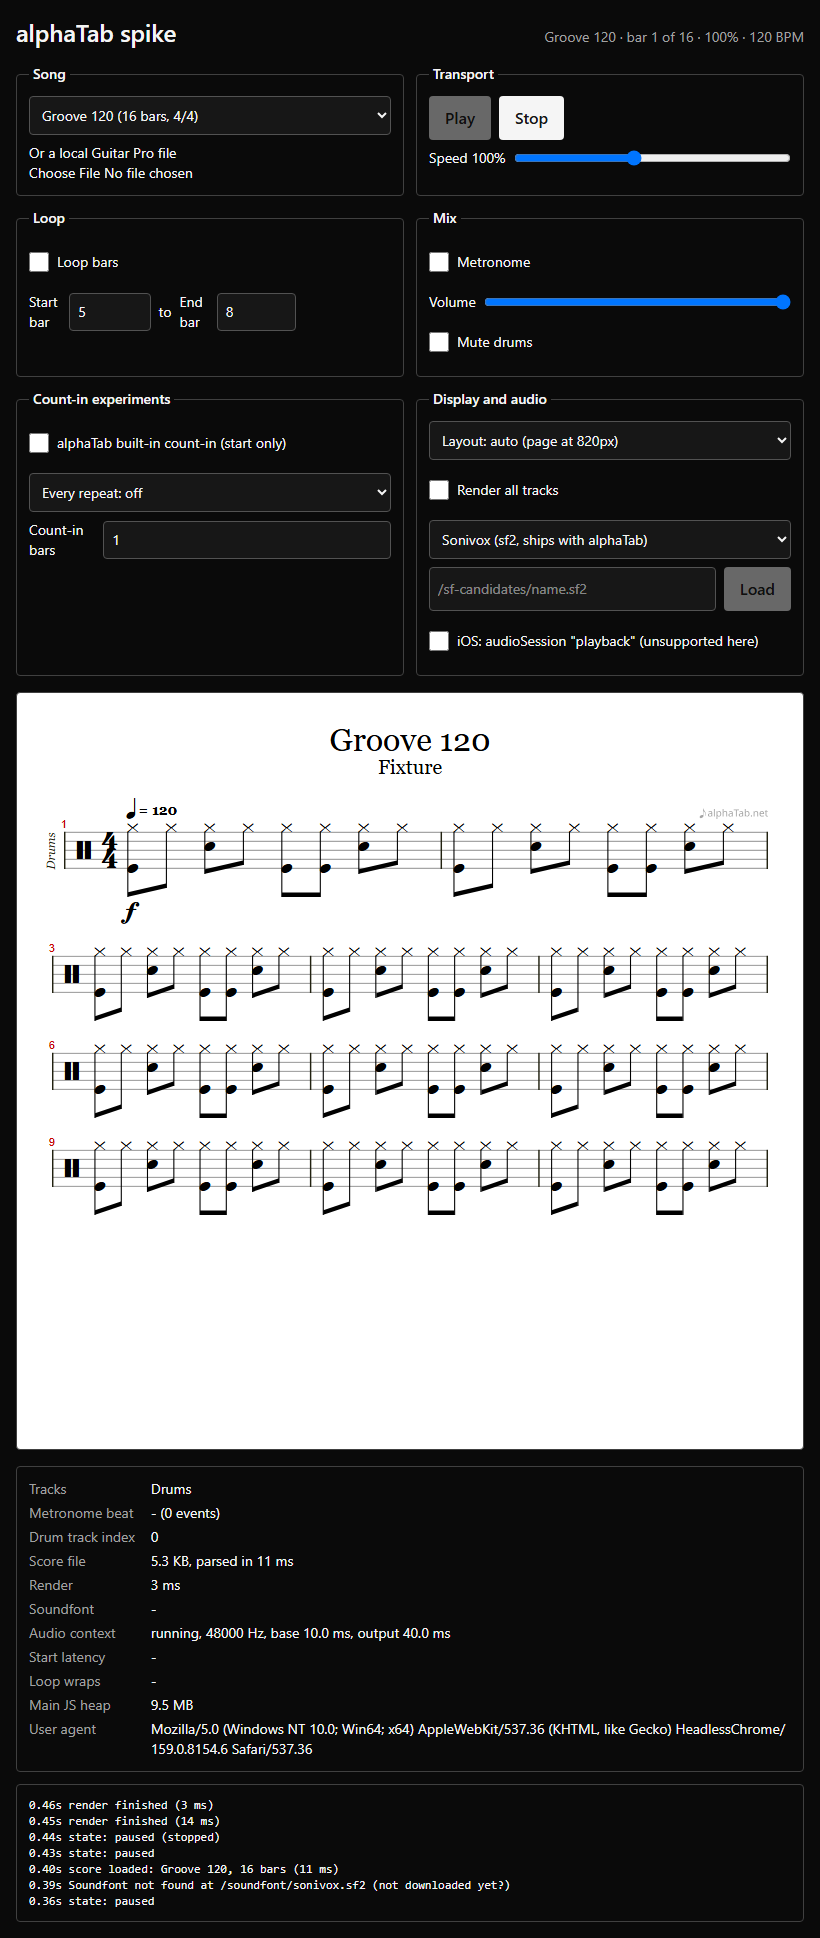 alphaTab spike
Groove 120 · bar 1 of 16 · 100% · 120 BPM
Song
Groove 120 (16 bars, 4/4)
Or a local Guitar Pro file
Choose File No file chosen
Transport
Play
Stop
Speed 100%
Loop
Loop bars
Start bar
5
to
End bar
8
Mix
Metronome
Volume
Mute drums
Count-in experiments
alphaTab built-in count-in (start only)
Every repeat: off
Count-in bars
1
Display and audio
Layout: auto (page at 820px)
Render all tracks
Sonivox (sf2, ships with alphaTab)
/sf-candidates/name.sf2
Load
iOS: audioSession "playback" (unsupported here)
Groove 120
Fixture
= 120
♪alphaTab.net
1
Drums
4/4
f
3
6
9
Tracks Drums
Metronome beat - (0 events)
Drum track index 0
Score file 5.3 KB, parsed in 11 ms
Render 3 ms
Soundfont -
Audio context running, 48000 Hz, base 10.0 ms, output 40.0 ms
Start latency -
Loop wraps -
Main JS heap 9.5 MB
User agent Mozilla/5.0 (Windows NT 10.0; Win64; x64) AppleWebKit/537.36 (KHTML, like Gecko) HeadlessChrome/
159.0.8154.6 Safari/537.36
0.46s render finished (3 ms)
0.45s render finished (14 ms)
0.44s state: paused (stopped)
0.43s state: paused
0.40s score loaded: Groove 120, 16 bars (11 ms)
0.39s Soundfont not found at /soundfont/sonivox.sf2 (not downloaded yet?)
0.36s state: paused